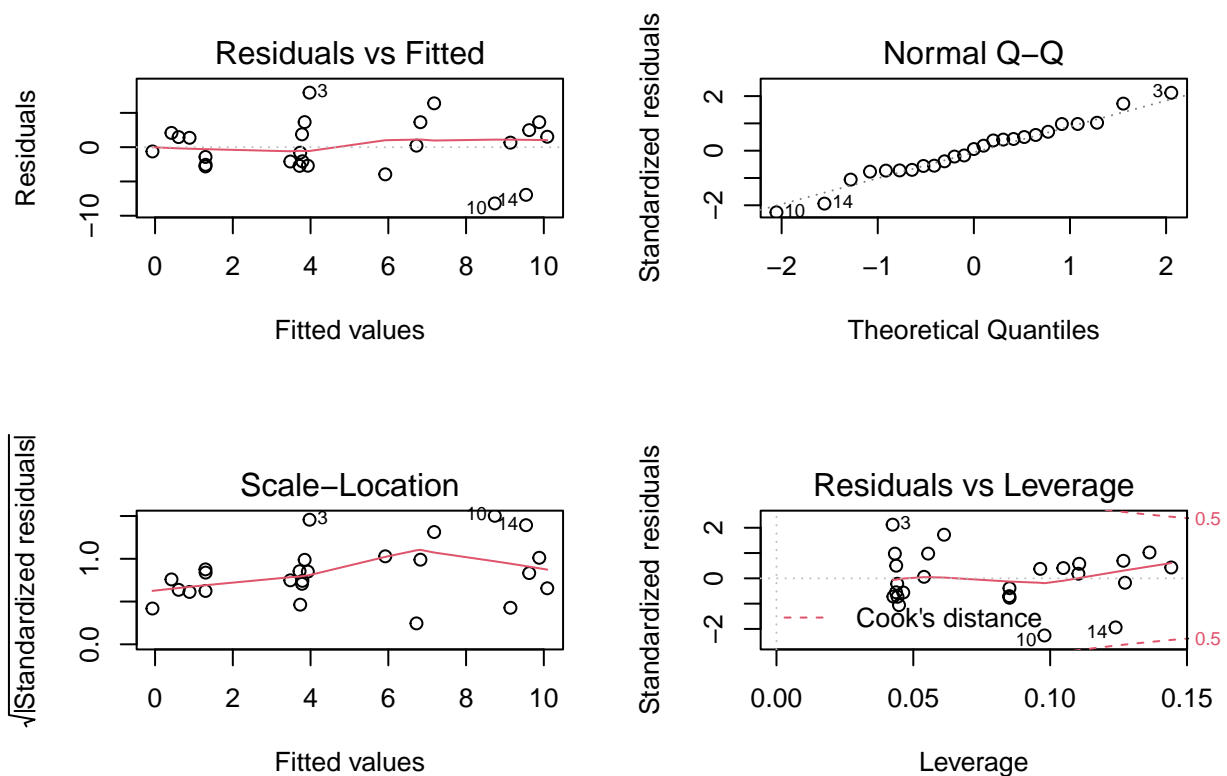 Residuals vs Fitted
Residuals
0
−10
3
10
14
0 2 4 6 8 10
Fitted values
Normal Q−Q
Standardized residuals
2
0
−2
3
10
14
−2 −1 0 1 2
Theoretical Quantiles
Scale−Location
√|Standardized residuals|
1.0
0.0
3
10
14
0 2 4 6 8 10
Fitted values
Residuals vs Leverage
Standardized residuals
2
0
−2
3
10
14
0.5
0.5
Cook's distance
0.00 0.05 0.10 0.15
Leverage